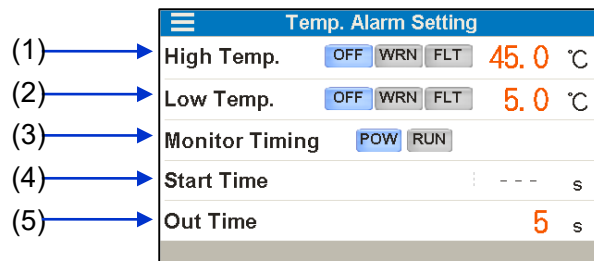 Temp. Alarm Setting
(1) High Temp. OFF WRN FLT 45.0 ℃
(2) Low Temp. OFF WRN FLT 5.0 ℃
(3) Monitor Timing POW RUN
(4) Start Time --- s
(5) Out Time 5 s